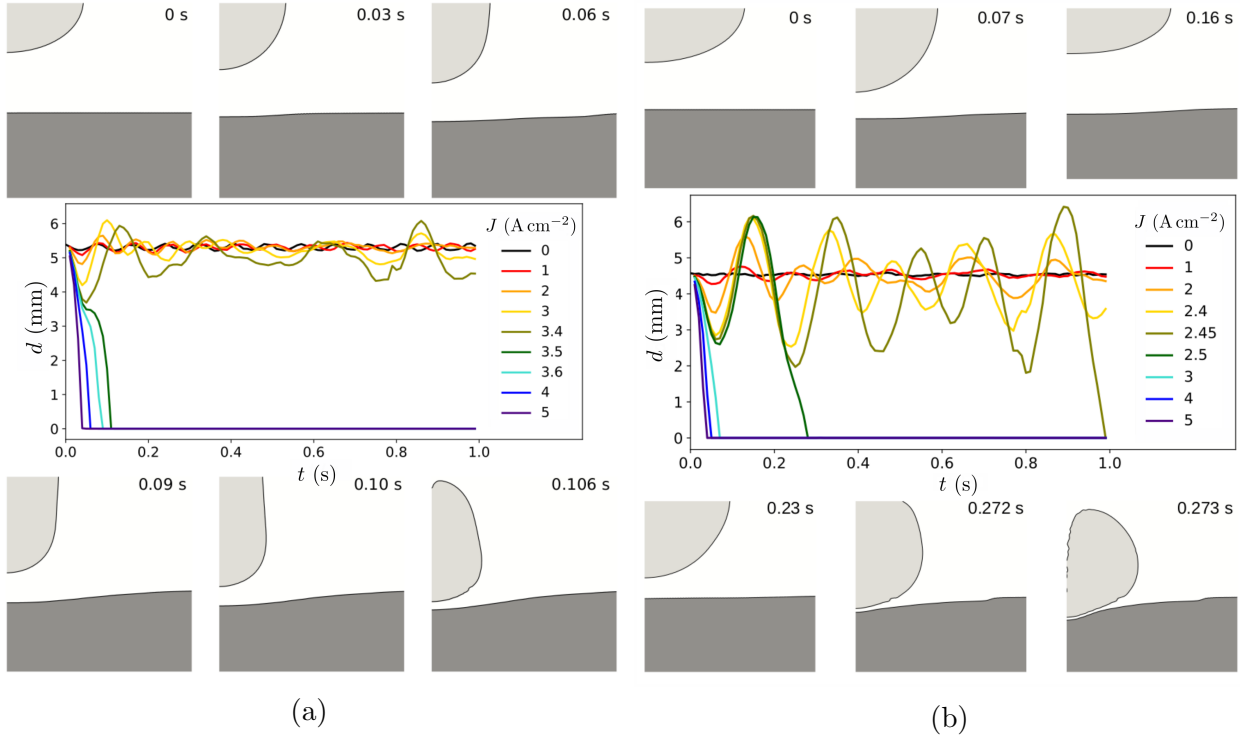 0 s
0.03 s
0.06 s
6
5
4
3
2
1
0
d (mm)
0.0
0.2
0.4
0.6
0.8
1.0
t (s)
J (A cm−2)
0
1
2
3
3.4
3.5
3.6
4
5
0.09 s
0.10 s
0.106 s
(a)
0 s
0.07 s
0.16 s
6
5
4
3
2
1
0
d (mm)
0.0
0.2
0.4
0.6
0.8
1.0
t (s)
J (A cm−2)
0
1
2
2.4
2.45
2.5
3
4
5
0.23 s
0.272 s
0.273 s
(b)